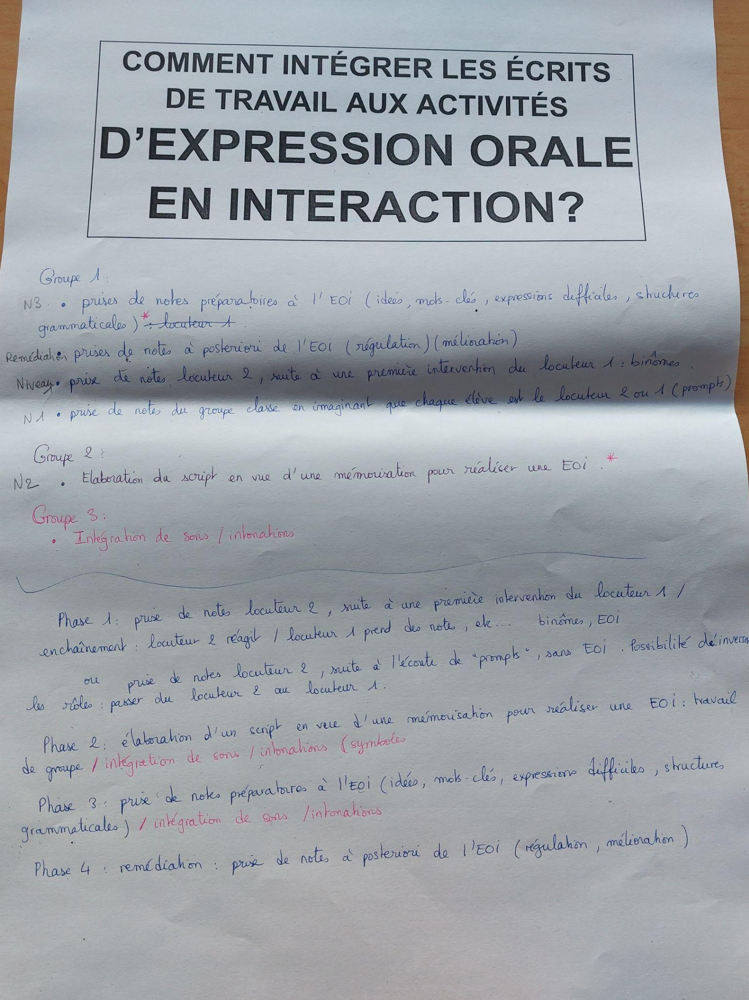 COMMENT INTÉGRER LES ÉCRITS
DE TRAVAIL AUX ACTIVITÉS
D'EXPRESSION ORALE
EN INTERACTION?
Groupe 1:
N3 • prises de notes préparatoires à l'EOI (idées, mots-clés, expressions difficiles, structures
grammaticales)* : locuteur 1.
Remédiation • prises de notes à posteriori de l'EOI (régulation) (mélioration)
Niveau • prise de notes locuteur 2, suite à une première intervention du locuteur 1 : binômes.
N1 • prise de notes du groupe classe en imaginant que chaque élève est le locuteur 2 ou 1 (prompts)
Groupe 2 :
N2 • Elaboration du script en vue d'une mémorisation pour réaliser une EOI. *
Groupe 3 :
• Intégration de sons / intonations
Phase 1: prise de notes locuteur 2, suite à une première intervention du locuteur 1 /
enchaînement : locuteur 2 réagit / locuteur 1 prend des notes, etc... binômes, EOI
ou prise de notes locuteur 2, suite à l'écoute de "prompts", sans EOI. Possibilité d'inverser
les rôles : passer du locuteur 2 au locuteur 1.
Phase 2: élaboration d'un script en vue d'une mémorisation pour réaliser une EOI : travail
de groupe / intégration de sons / intonations (symboles
Phase 3 : prise de notes préparatoires à l'EOI (idées, mots-clés, expressions difficiles, structures
grammaticales) / intégration de sons / intonations
Phase 4 : remédiation : prise de notes à posteriori de l'EOI (régulation, mélioration)